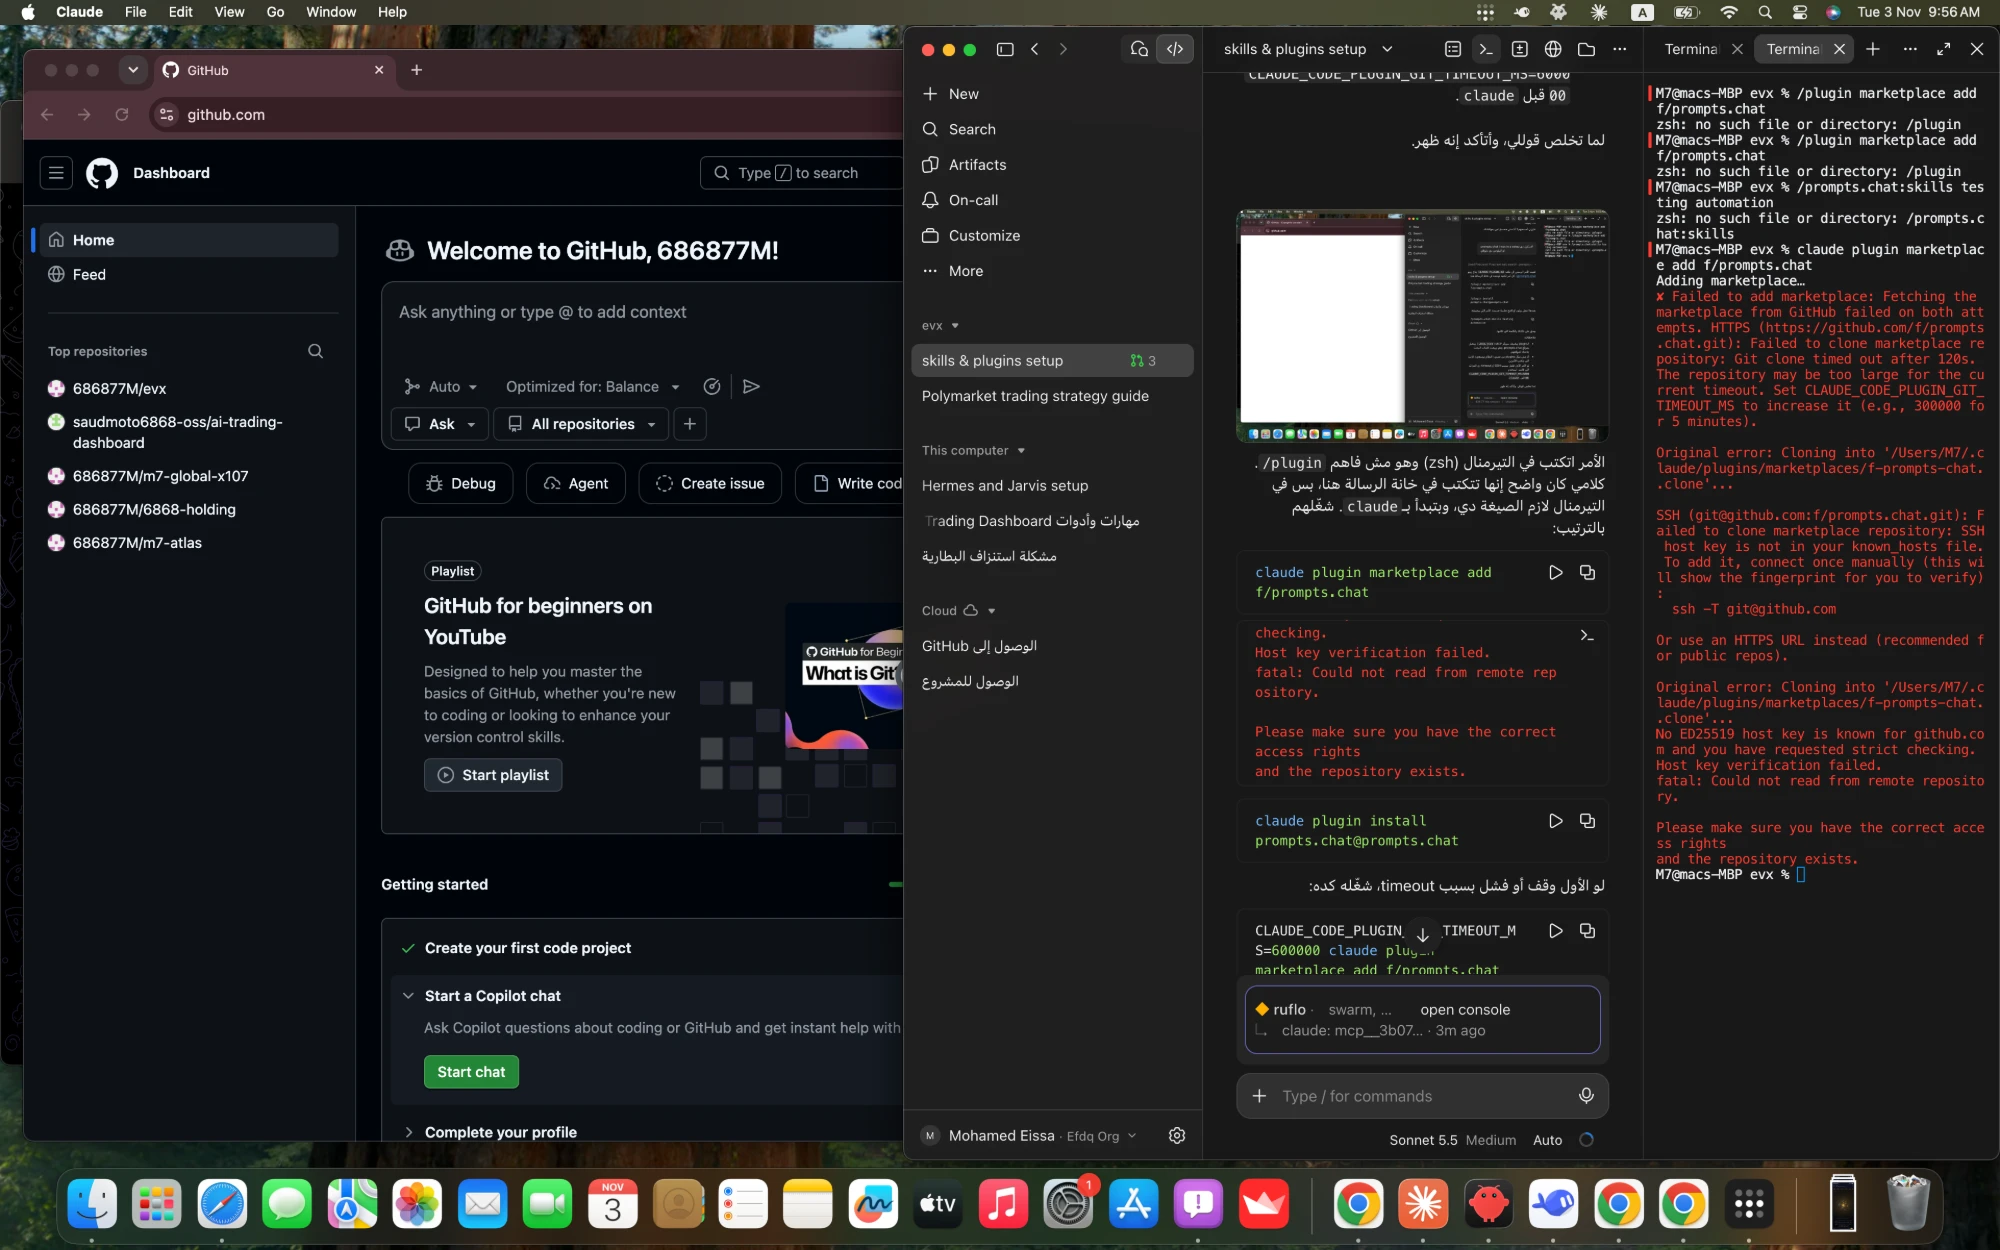 Claude File Edit View Go Window Help
A
Tue 3 Nov 9:56 AM
GitHub
github.com
Dashboard
Type / to search
Home
Feed
Top repositories
686877M/evx
saudmoto6868-oss/ai-trading-
dashboard
686877M/m7-global-x107
686877M/6868-holding
686877M/m7-atlas
Welcome to GitHub, 686877M!
Ask anything or type @ to add context
Auto
Optimized for: Balance
Ask
All repositories
Debug
Agent
Create issue
Write cod
Playlist
GitHub for beginners on
YouTube
Designed to help you master the
basics of GitHub, whether you're new
to coding or looking to enhance your
version control skills.
Start playlist
GitHub for Begin
What is Git
Getting started
Create your first code project
Start a Copilot chat
Ask Copilot questions about coding or GitHub and get instant help with
Start chat
Complete your profile
New
Search
Artifacts
On-call
Customize
More
evx
skills & plugins setup 3
Polymarket trading strategy guide
This computer
Hermes and Jarvis setup
مهارات وأدوات Trading Dashboard
مشكلة استنزاف البطارية
Cloud
الوصول إلى GitHub
الوصول للمشروع
M Mohamed Eissa · Efdq Org
skills & plugins setup
CLAUDE_CODE_PLUGIN_GIT_TIMEOUT_MS=6000
00 قبل claude.
لما تخلص قوللي، وأتأكد إنه ظهر.
الأمر اتكتب في التيرمنال (zsh) وهو مش فاهم /plugin.
كلامي كان واضح إنها تتكتب في خانة الرسالة هنا، بس في
التيرمنال لازم الصيغة دي، وبتبدأ بـ claude. شغّلهم
بالترتيب:
claude plugin marketplace add
f/prompts.chat
checking.
Host key verification failed.
fatal: Could not read from remote rep
ository.
Please make sure you have the correct
access rights
and the repository exists.
claude plugin install
prompts.chat@prompts.chat
لو الأول وقف أو فشل بسبب timeout، شغّله كده:
CLAUDE_CODE_PLUGIN_ TIMEOUT_M
S=600000 claude plugin
marketplace add f/prompts.chat
ruflo · swarm, ... open console
claude: mcp__3b07... · 3m ago
Type / for commands
Sonnet 5.5 Medium Auto
Terminal
Terminal
M7@macs-MBP evx % /plugin marketplace add
f/prompts.chat
zsh: no such file or directory: /plugin
M7@macs-MBP evx % /plugin marketplace add
f/prompts.chat
zsh: no such file or directory: /plugin
M7@macs-MBP evx % /prompts.chat:skills tes
ting automation
zsh: no such file or directory: /prompts.c
hat:skills
M7@macs-MBP evx % claude plugin marketplac
e add f/prompts.chat
Adding marketplace…
✘ Failed to add marketplace: Fetching the
marketplace from GitHub failed on both att
empts. HTTPS (https://github.com/f/prompts
.chat.git): Failed to clone marketplace re
pository: Git clone timed out after 120s.
The repository may be too large for the cu
rrent timeout. Set CLAUDE_CODE_PLUGIN_GIT_
TIMEOUT_MS to increase it (e.g., 300000 fo
r 5 minutes).
Original error: Cloning into '/Users/M7/.c
laude/plugins/marketplaces/f-prompts-chat.
.clone'...
SSH (git@github.com:f/prompts.chat.git): F
ailed to clone marketplace repository: SSH
host key is not in your known_hosts file.
To add it, connect once manually (this wi
ll show the fingerprint for you to verify)
:
ssh -T git@github.com
Or use an HTTPS URL instead (recommended f
or public repos).
Original error: Cloning into '/Users/M7/.c
laude/plugins/marketplaces/f-prompts-chat.
.clone'...
No ED25519 host key is known for github.co
m and you have requested strict checking.
Host key verification failed.
fatal: Could not read from remote reposito
ry.
Please make sure you have the correct acce
ss rights
and the repository exists.
M7@macs-MBP evx %
NOV
3
tv
1